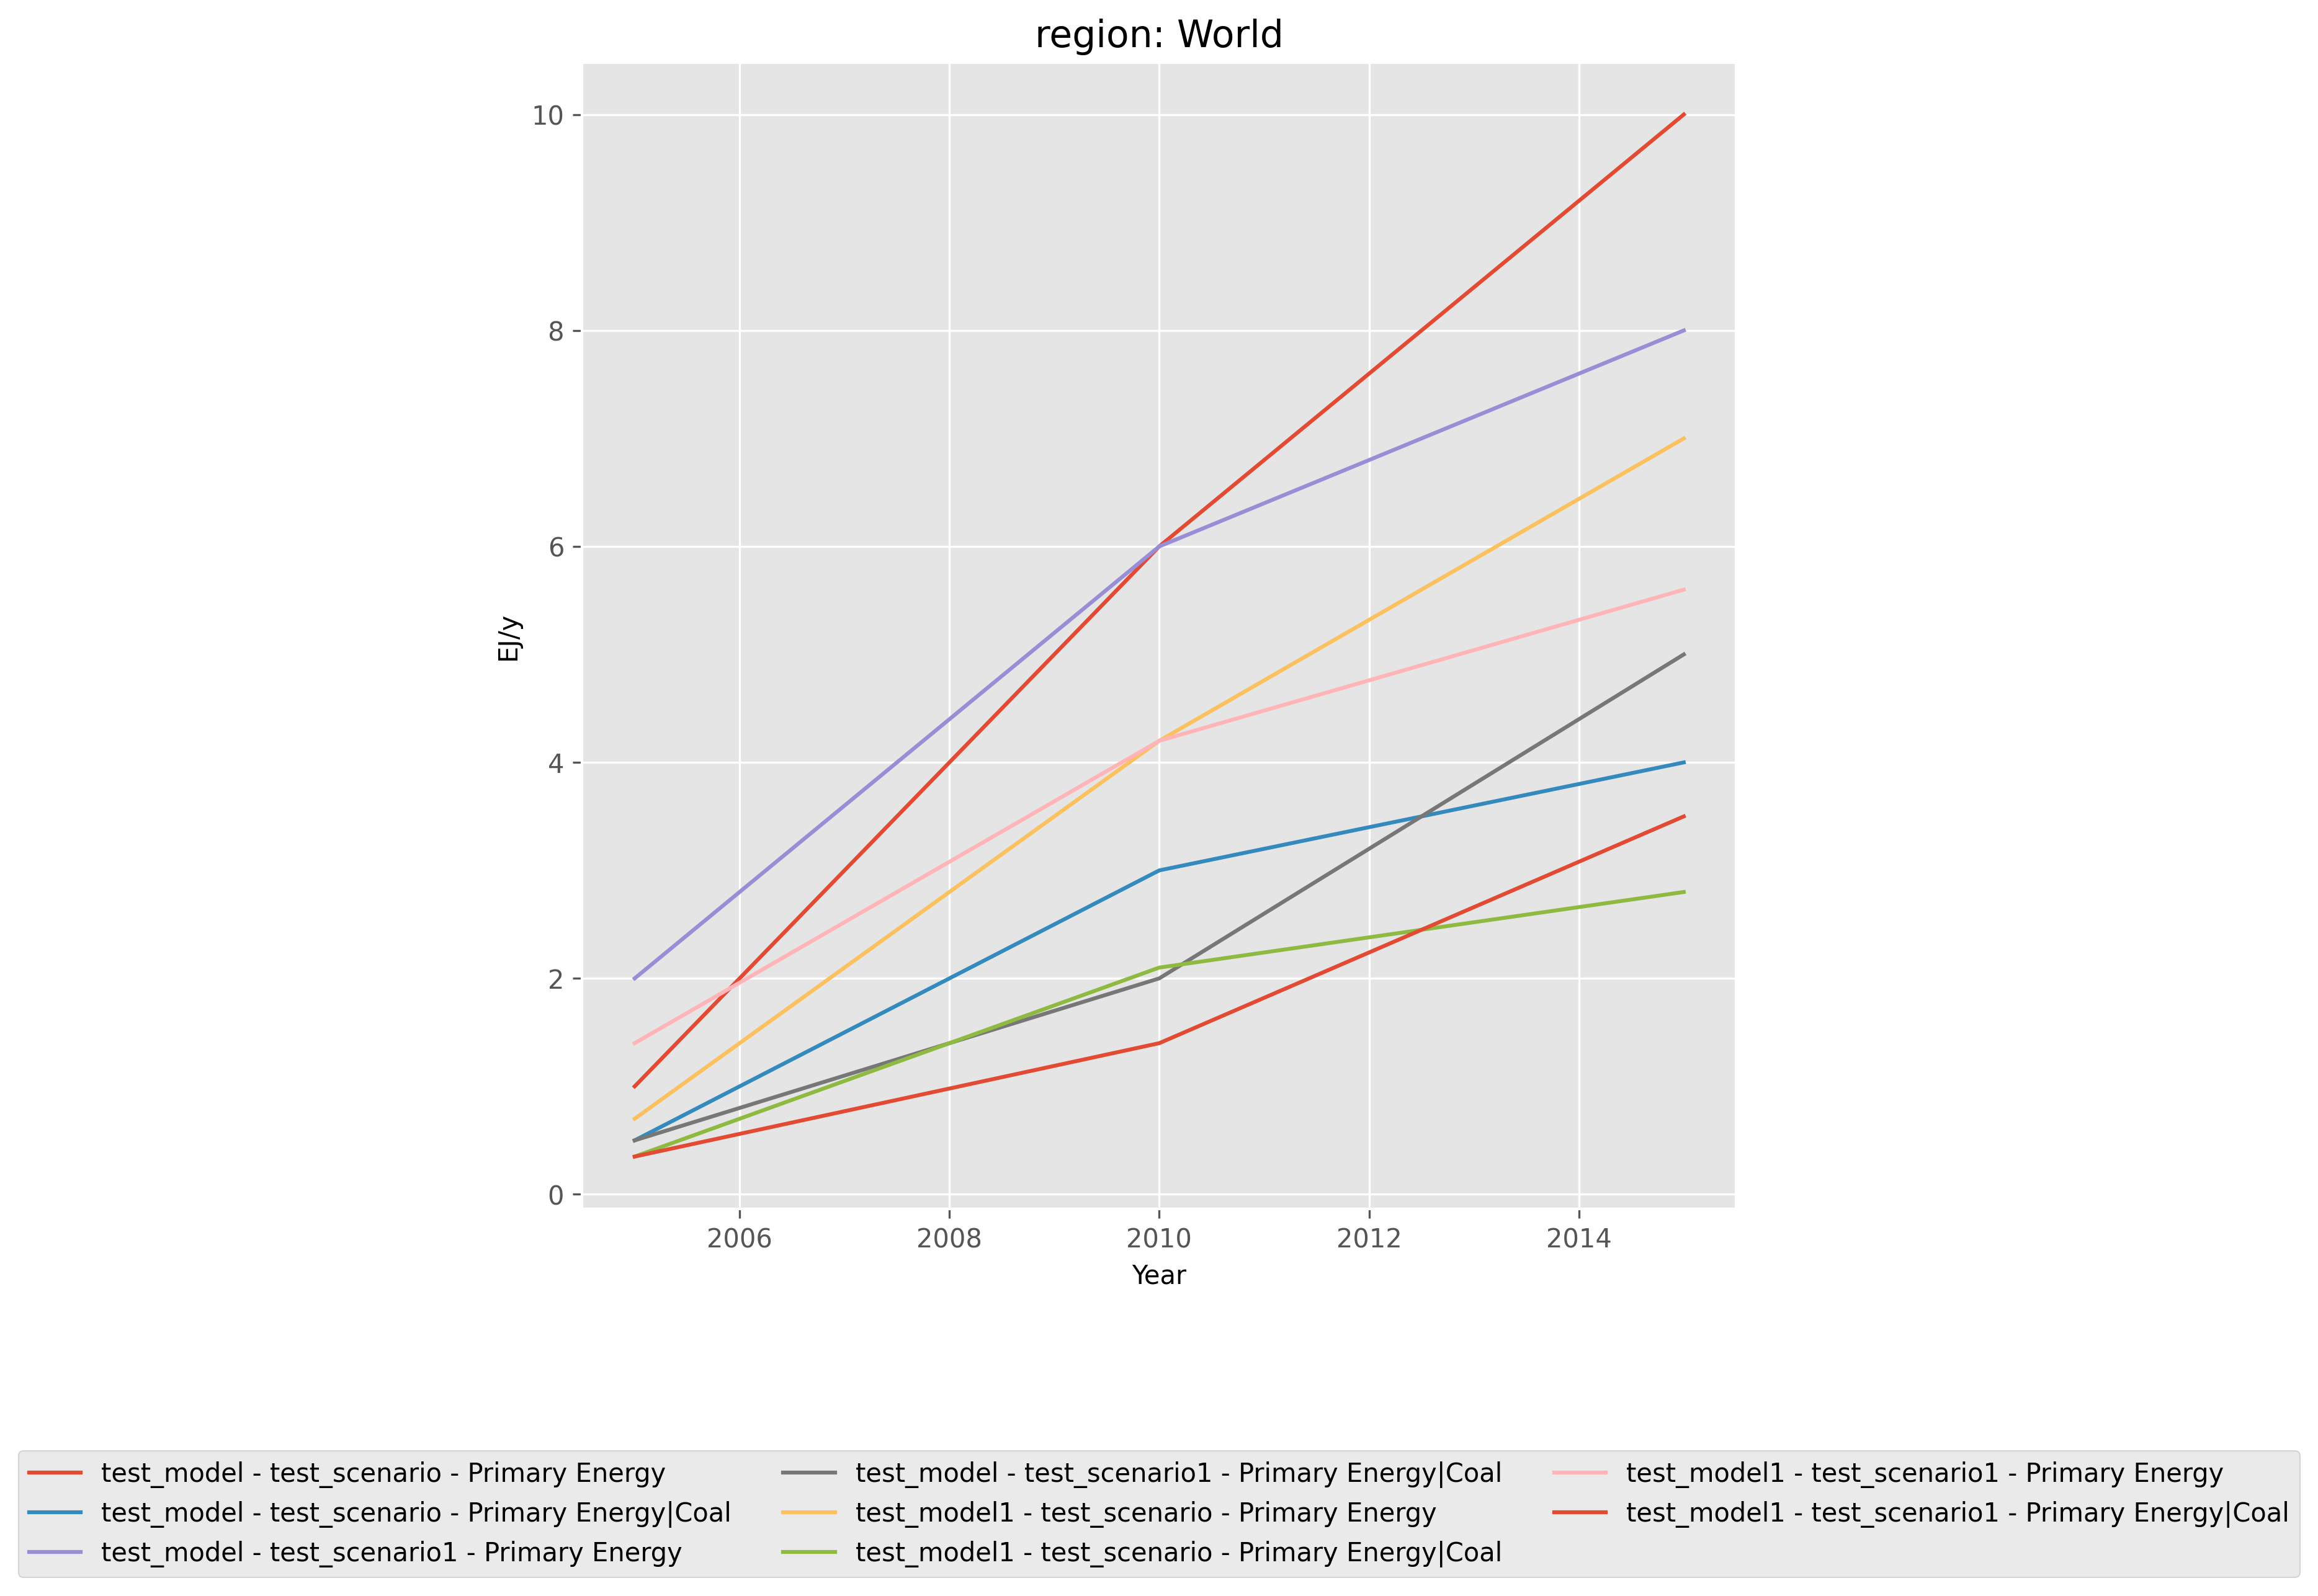 region: World
10
8
6
4
2
0
EJ/y
2006 2008 2010 2012 2014
Year
test_model - test_scenario - Primary Energy
test_model - test_scenario - Primary Energy|Coal
test_model - test_scenario1 - Primary Energy
test_model - test_scenario1 - Primary Energy|Coal
test_model1 - test_scenario - Primary Energy
test_model1 - test_scenario - Primary Energy|Coal
test_model1 - test_scenario1 - Primary Energy
test_model1 - test_scenario1 - Primary Energy|Coal